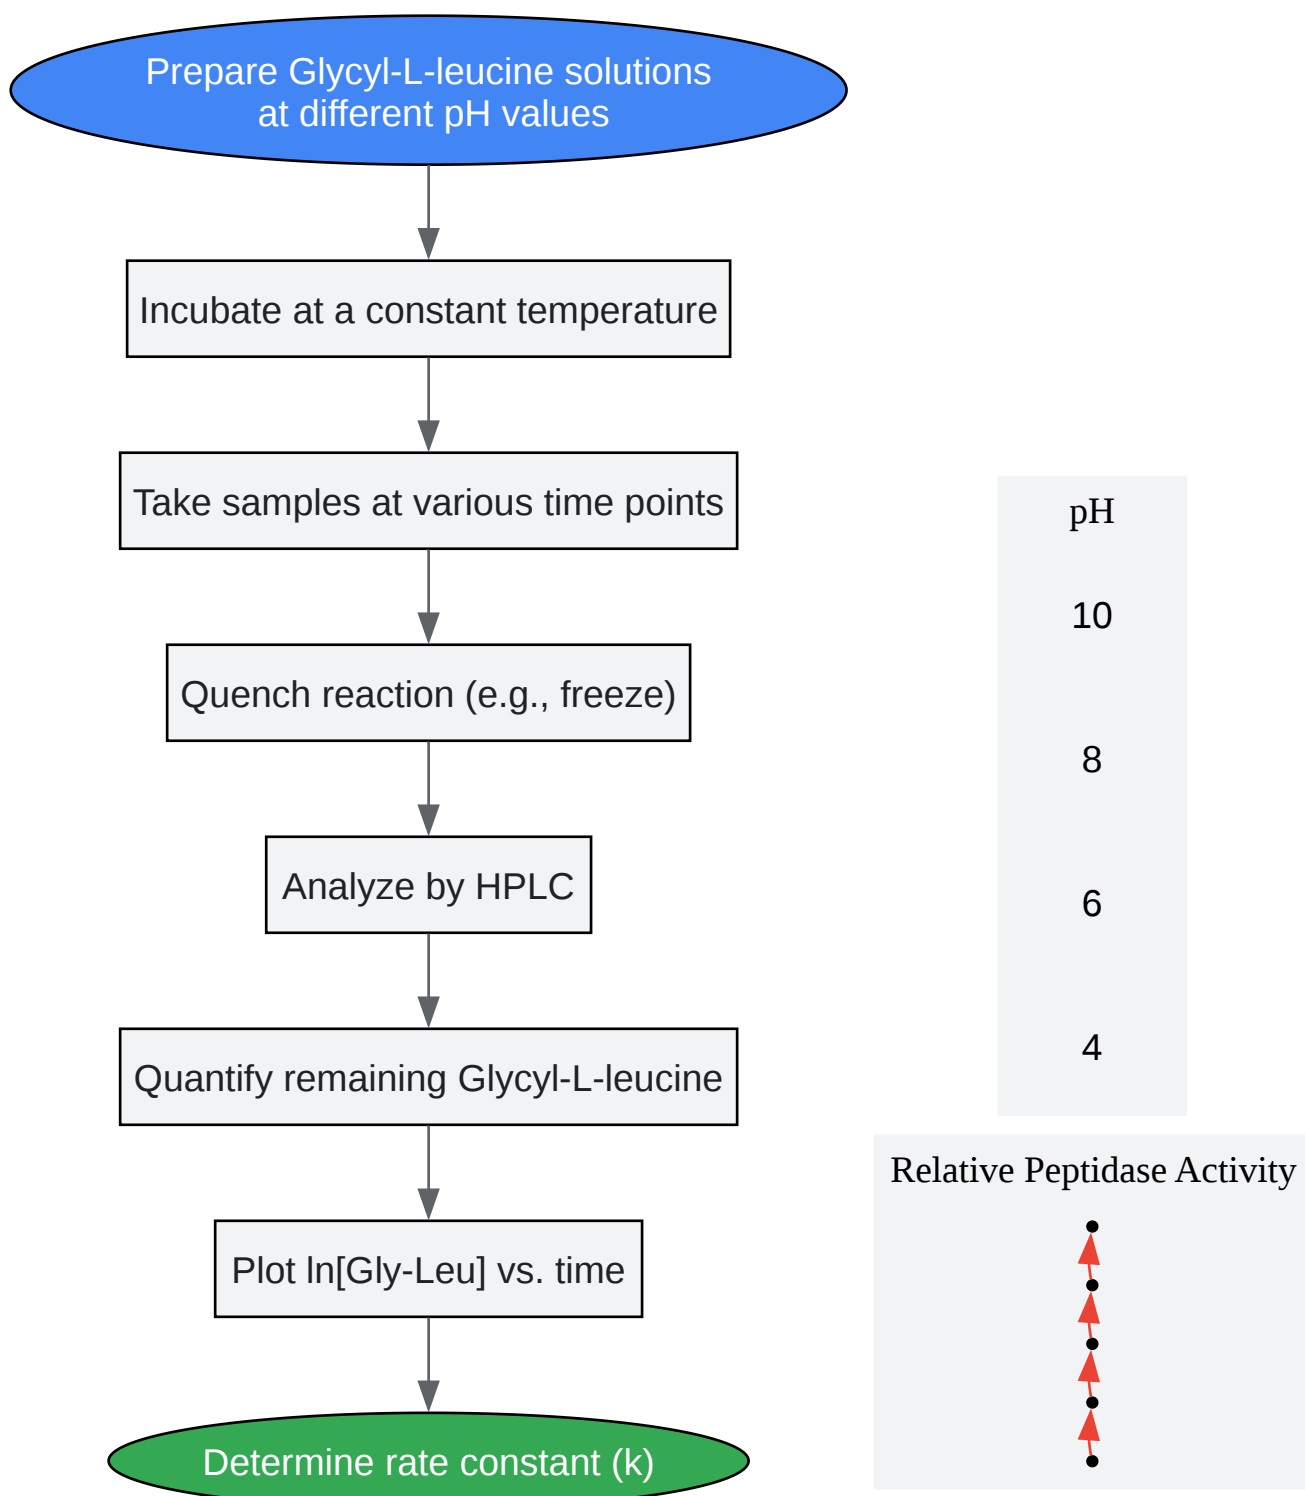 Prepare Glycyl-L-leucine solutions
at different pH values
Incubate at a constant temperature
Take samples at various time points
Quench reaction (e.g., freeze)
Analyze by HPLC
Quantify remaining Glycyl-L-leucine
Plot ln[Gly-Leu] vs. time
Determine rate constant (k)
pH
10
8
6
4
Relative Peptidase Activity